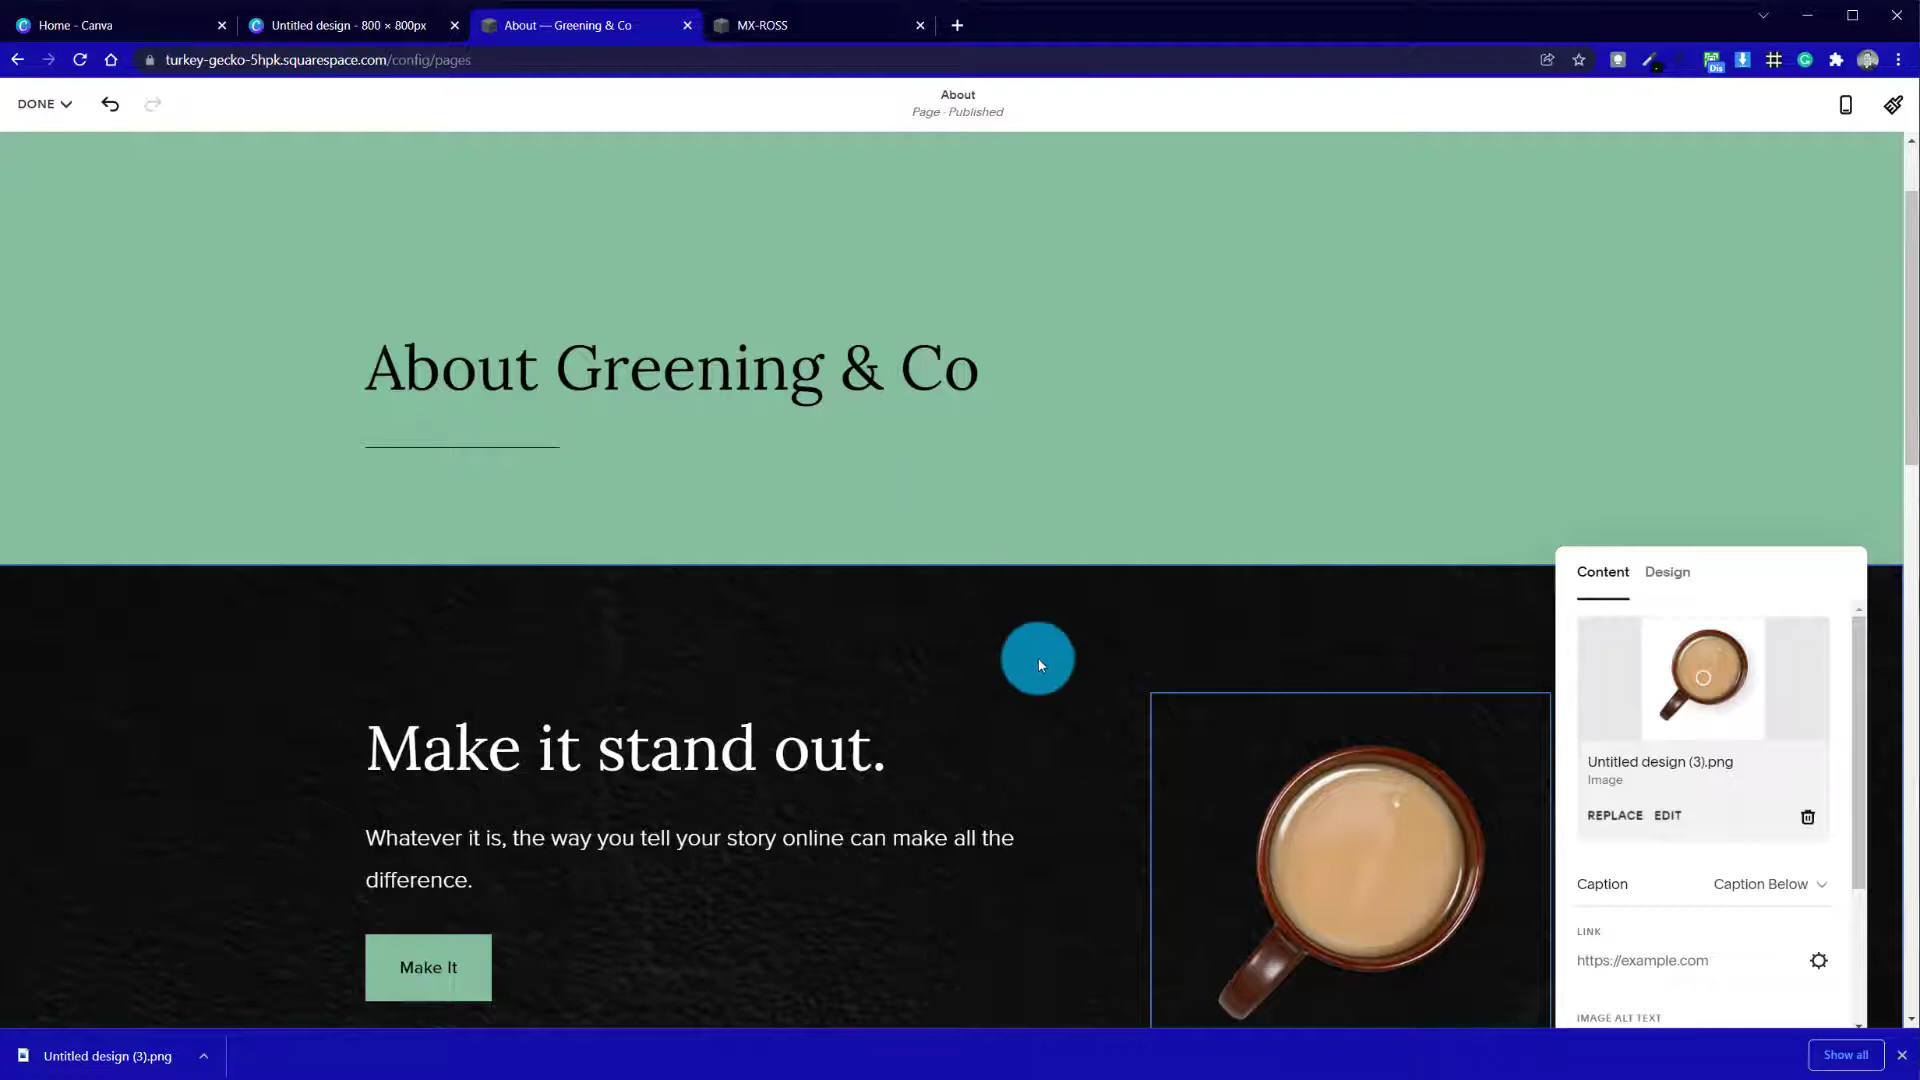 Home - Canva
Untitled design - 800 × 800px
About — Greening & Co
MX-ROSS
turkey-gecko-5hpk.squarespace.com/config/pages
Dis
DONE
About
Page · Published
About Greening & Co
Make it stand out.
Whatever it is, the way you tell your story online can make all the
difference.
Make It
Content
Design
Untitled design (3).png
Image
REPLACE
EDIT
Caption
Caption Below
LINK
https://example.com
IMAGE ALT TEXT
Untitled design (3).png
Show all